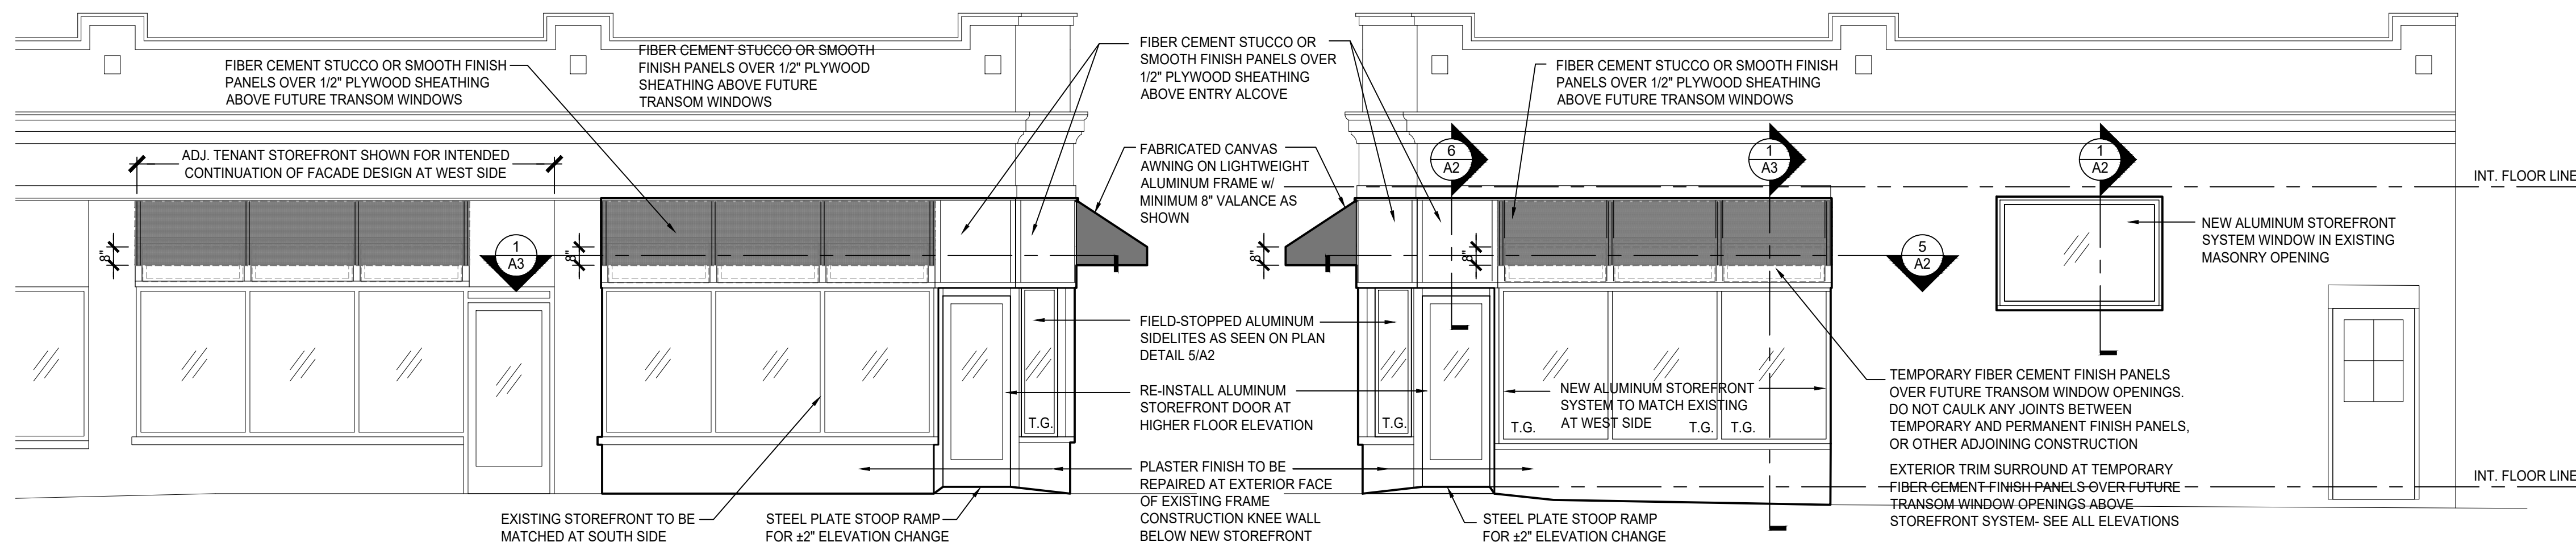 FIBER CEMENT STUCCO OR SMOOTH FINISH
PANELS OVER 1/2" PLYWOOD SHEATHING
ABOVE FUTURE TRANSOM WINDOWS
FIBER CEMENT STUCCO OR SMOOTH
FINISH PANELS OVER 1/2" PLYWOOD
SHEATHING ABOVE FUTURE
TRANSOM WINDOWS
FIBER CEMENT STUCCO OR
SMOOTH FINISH PANELS OVER
1/2" PLYWOOD SHEATHING
ABOVE ENTRY ALCOVE
FIBER CEMENT STUCCO OR SMOOTH FINISH
PANELS OVER 1/2" PLYWOOD SHEATHING
ABOVE FUTURE TRANSOM WINDOWS
ADJ. TENANT STOREFRONT SHOWN FOR INTENDED
CONTINUATION OF FACADE DESIGN AT WEST SIDE
FABRICATED CANVAS
AWNING ON LIGHTWEIGHT
ALUMINUM FRAME w/
MINIMUM 8" VALANCE AS
SHOWN
6
A2
1
A3
1
A2
INT. FLOOR LINE
8"
1
A3
8"
8"
8"
5
A2
NEW ALUMINUM STOREFRONT
SYSTEM WINDOW IN EXISTING
MASONRY OPENING
FIELD-STOPPED ALUMINUM
SIDELITES AS SEEN ON PLAN
DETAIL 5/A2
RE-INSTALL ALUMINUM
STOREFRONT DOOR AT
HIGHER FLOOR ELEVATION
NEW ALUMINUM STOREFRONT
SYSTEM TO MATCH EXISTING
AT WEST SIDE
T.G.
T.G.
T.G.
T.G.
T.G.
TEMPORARY FIBER CEMENT FINISH PANELS
OVER FUTURE TRANSOM WINDOW OPENINGS.
DO NOT CAULK ANY JOINTS BETWEEN
TEMPORARY AND PERMANENT FINISH PANELS,
OR OTHER ADJOINING CONSTRUCTION
PLASTER FINISH TO BE
REPAIRED AT EXTERIOR FACE
OF EXISTING FRAME
CONSTRUCTION KNEE WALL
BELOW NEW STOREFRONT
EXTERIOR TRIM SURROUND AT TEMPORARY
FIBER CEMENT FINISH PANELS OVER FUTURE
TRANSOM WINDOW OPENINGS ABOVE
STOREFRONT SYSTEM- SEE ALL ELEVATIONS
INT. FLOOR LINE
EXISTING STOREFRONT TO BE
MATCHED AT SOUTH SIDE
STEEL PLATE STOOP RAMP
FOR ±2" ELEVATION CHANGE
STEEL PLATE STOOP RAMP
FOR ±2" ELEVATION CHANGE